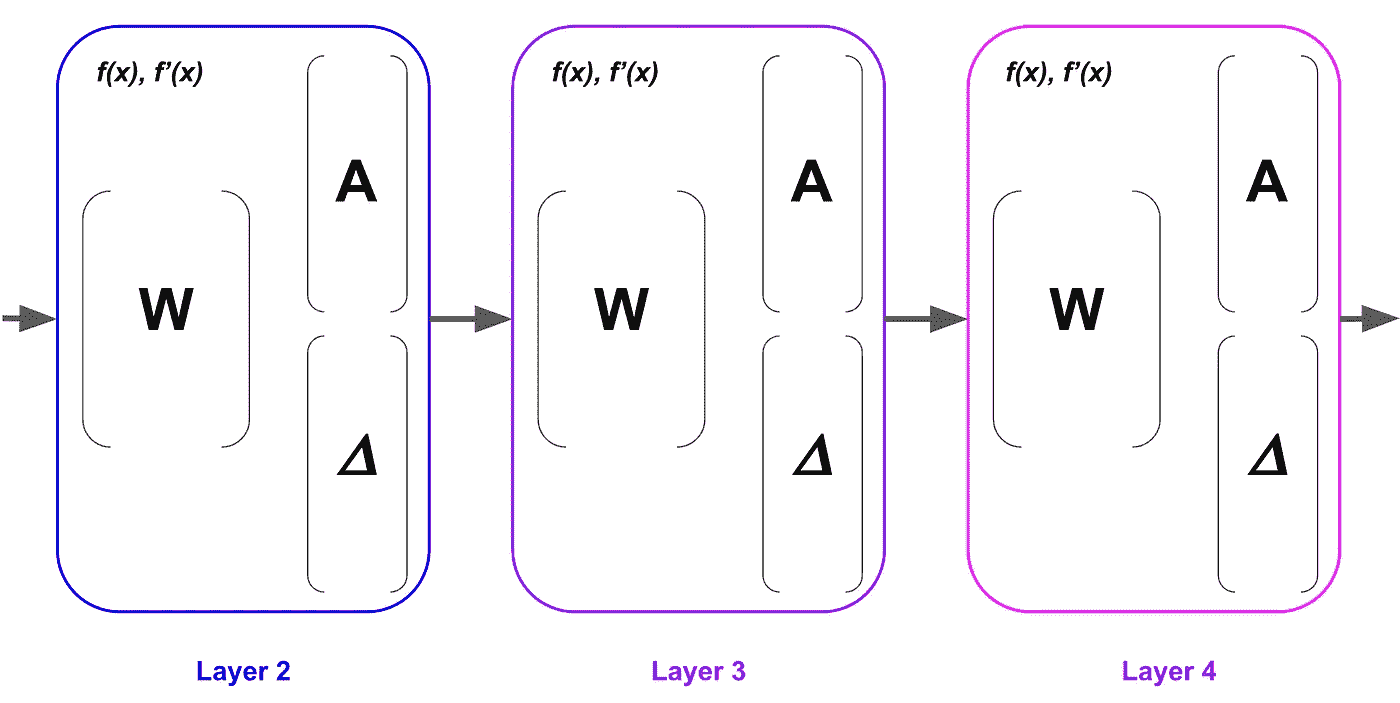 f(x), f’(x)
A
W
Δ
Layer 2
f(x), f’(x)
A
W
Δ
Layer 3
f(x), f’(x)
A
W
Δ
Layer 4